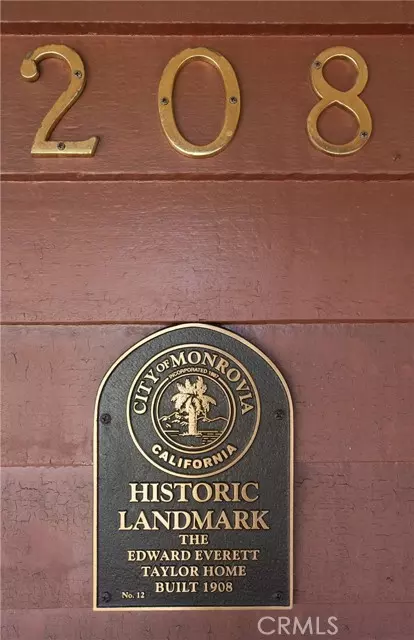 208
CITY OF MONROVIA
INCORPORATED 1887
CALIFORNIA
HISTORIC
LANDMARK
THE
EDWARD EVERETT
TAYLOR HOME
BUILT 1908
No. 12
CRMLS